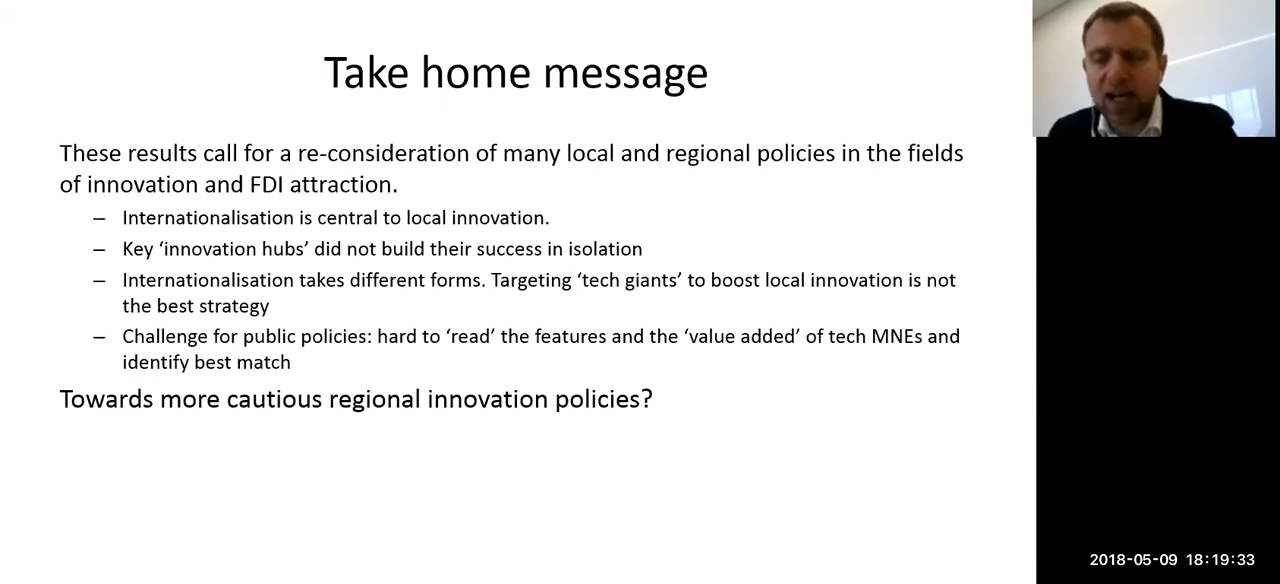 Take home message
These results call for a re-consideration of many local and regional policies in the fields
of innovation and FDI attraction.
– Internationalisation is central to local innovation.
– Key ‘innovation hubs’ did not build their success in isolation
– Internationalisation takes different forms. Targeting ‘tech giants’ to boost local innovation is not
the best strategy
– Challenge for public policies: hard to ‘read’ the features and the ‘value added’ of tech MNEs and
identify best match
Towards more cautious regional innovation policies?
2018-05-09 18:19:33